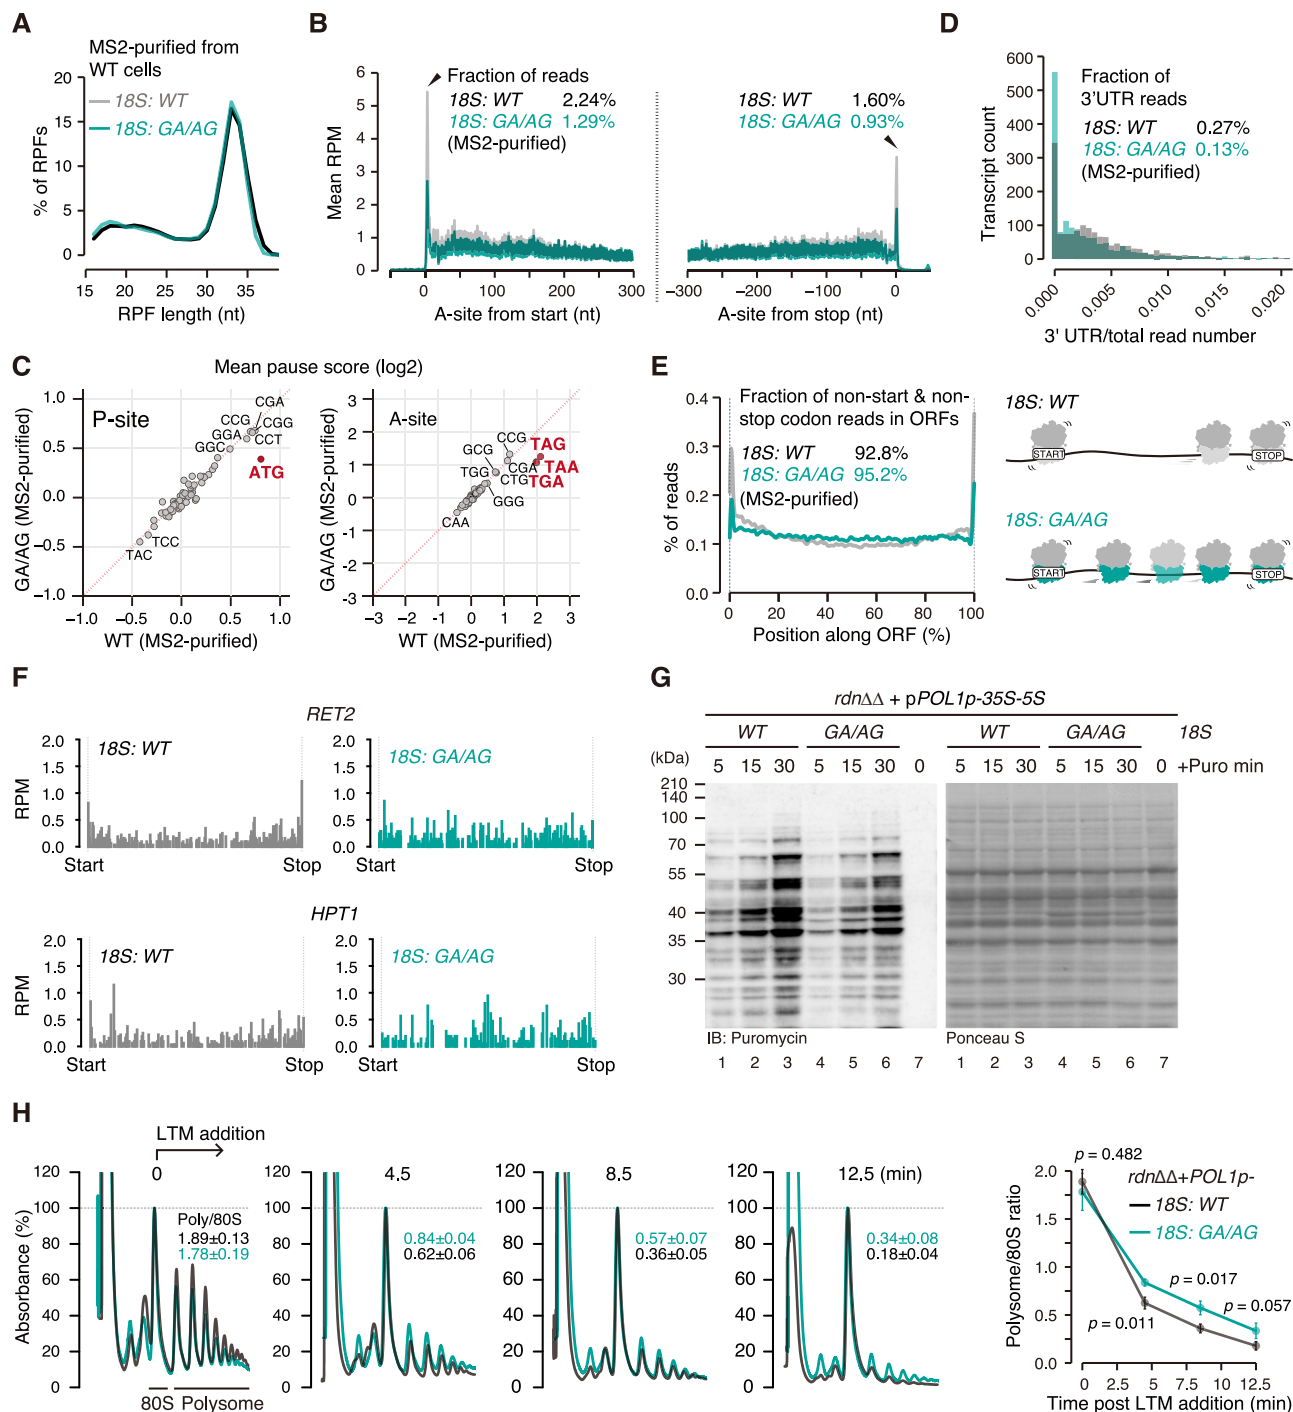 A
MS2-purified from
WT cells
18S: WT
18S: GA/AG
% of RPFs
20
15
10
5
0
15 20 25 30 35 40
RPF length (nt)
B
Fraction of reads
18S: WT 2.24%
18S: GA/AG 1.29%
(MS2-purified)
18S: WT 1.60%
18S: GA/AG 0.93%
Mean RPM
6
5
4
3
2
1
0
0 100 200 300
A-site from start (nt)
−300 −200 −100 0
A-site from stop (nt)
D
Fraction of
3'UTR reads
18S: WT 0.27%
18S: GA/AG 0.13%
(MS2-purified)
Transcript count
600
500
400
300
200
100
0
0.000 0.005 0.010 0.015 0.020
3' UTR/total read number
C
Mean pause score (log2)
P-site
GA/AG (MS2-purified)
1.0
0.5
0.0
−0.5
−1.0
CGA
CCG
CGG
GGA
CCT
GGC
ATG
TCC
TAC
−1.0 −0.5 0.0 0.5 1.0
WT (MS2-purified)
A-site
GA/AG (MS2-purified)
3
2
1
0
-1
-2
-3
CCG
TAG
GCG
TAA
CGA
TGG
CTG
TGA
GGG
CAA
−3 −2 -1 0 1 2 3
WT (MS2-purified)
E
Fraction of non-start & non-
stop codon reads in ORFs
18S: WT 92.8%
18S: GA/AG 95.2%
(MS2-purified)
% of reads
0.4
0.3
0.2
0.1
0.0
0 20 40 60 80 100
Position along ORF (%)
18S: WT
START
STOP
18S: GA/AG
START
STOP
F
RET2
18S: WT
18S: GA/AG
RPM
2.0
1.5
1.0
0.5
0.0
2.0
1.5
1.0
0.5
0.0
Start Stop Start Stop
HPT1
18S: WT
18S: GA/AG
RPM
2.0
1.5
1.0
0.5
0.0
2.0
1.5
1.0
0.5
0.0
Start Stop Start Stop
G
rdnΔΔ + pPOL1p-35S-5S
WT GA/AG WT GA/AG 18S
(kDa) 5 15 30 5 15 30 0 5 15 30 5 15 30 0 +Puro min
210
140
100
70
55
40
35
30
IB: Puromycin
Ponceau S
1 2 3 4 5 6 7 1 2 3 4 5 6 7
H
LTM addition
0 4.5 8.5 12.5 (min)
Absorbance (%)
120
100
80
60
40
20
0
Poly/80S
1.89±0.13
1.78±0.19
80S Polysome
120
100
80
60
40
20
0
0.84±0.04
0.62±0.06
120
100
80
60
40
20
0
0.57±0.07
0.36±0.05
120
100
80
60
40
20
0
0.34±0.08
0.18±0.04
Polysome/80S ratio
2.0
1.5
1.0
0.5
0.0
p = 0.482
rdnΔΔ+POL1p-
18S: WT
18S: GA/AG
p = 0.017
p = 0.057
p = 0.011
0 2.5 5 7.5 10 12.5
Time post LTM addition (min)